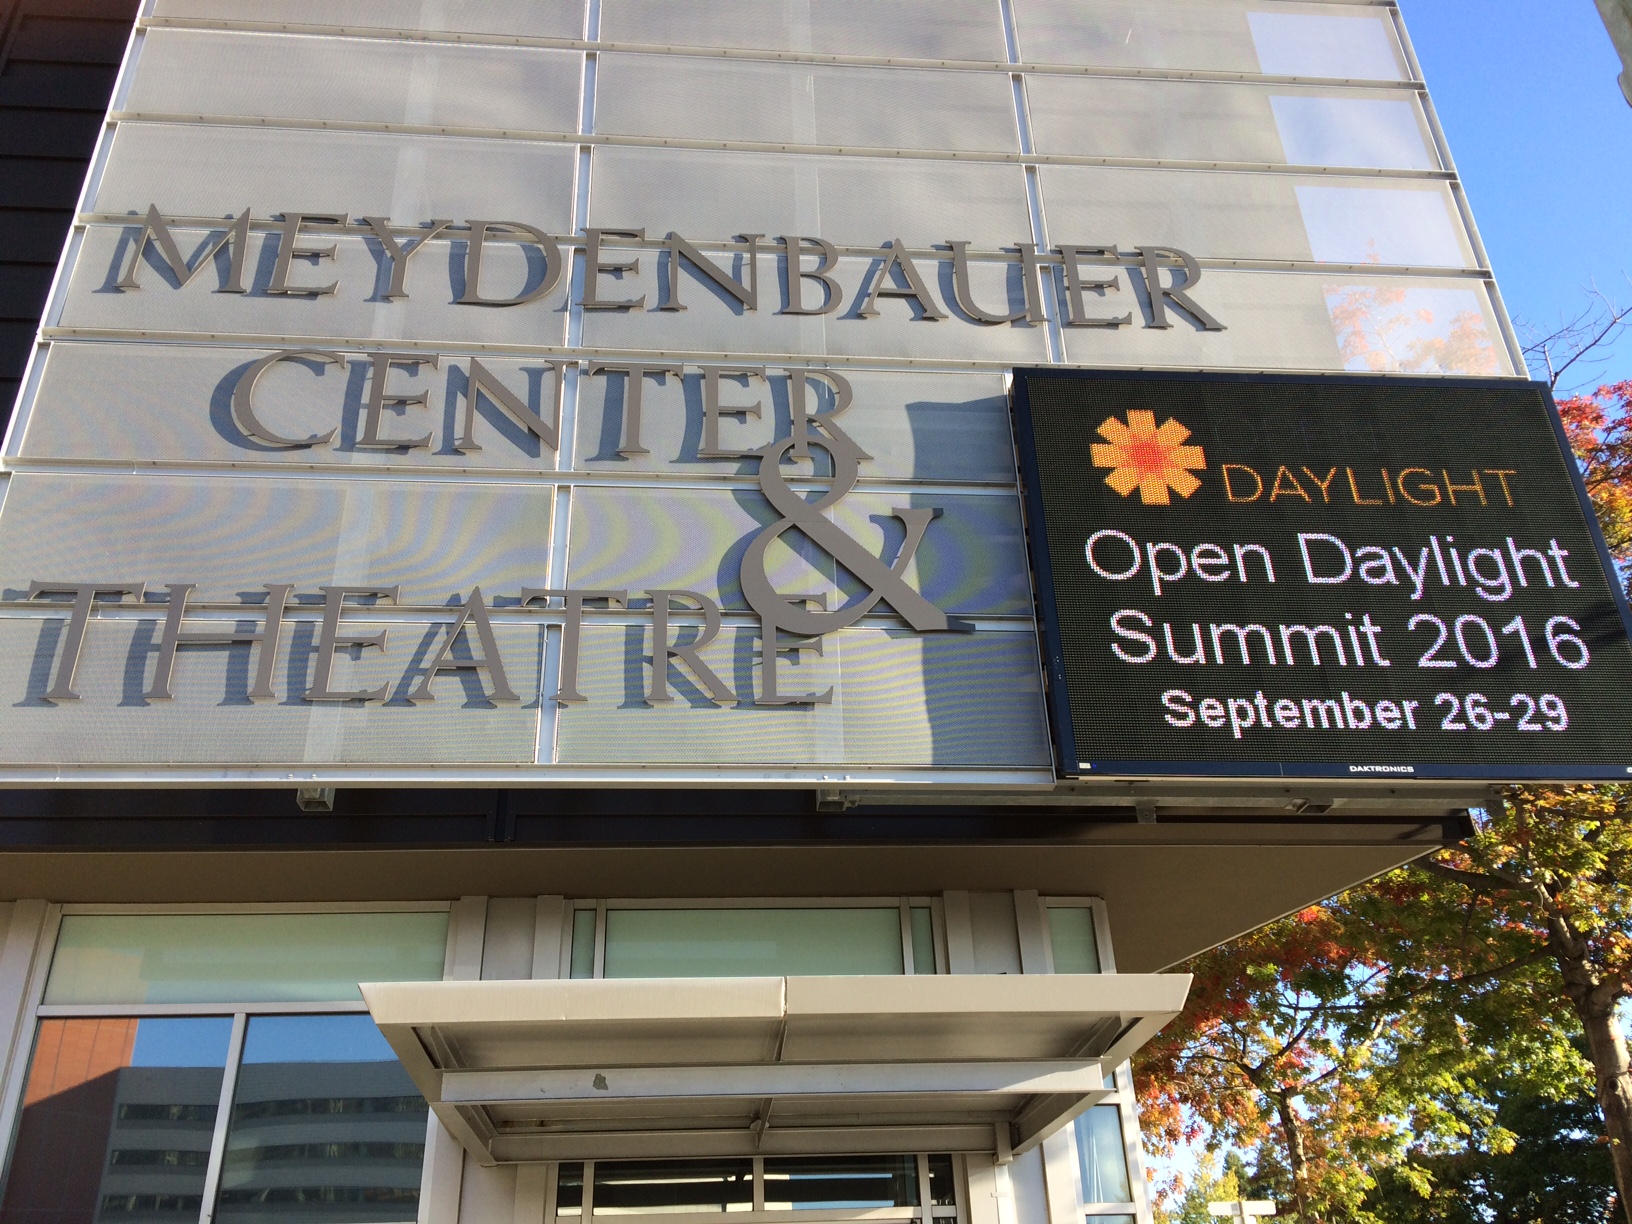 MEYDENBAUER
CENTER
&
THEATRE
DAYLIGHT
Open Daylight
Summit 2016
September 26-29
DAKTRONICS